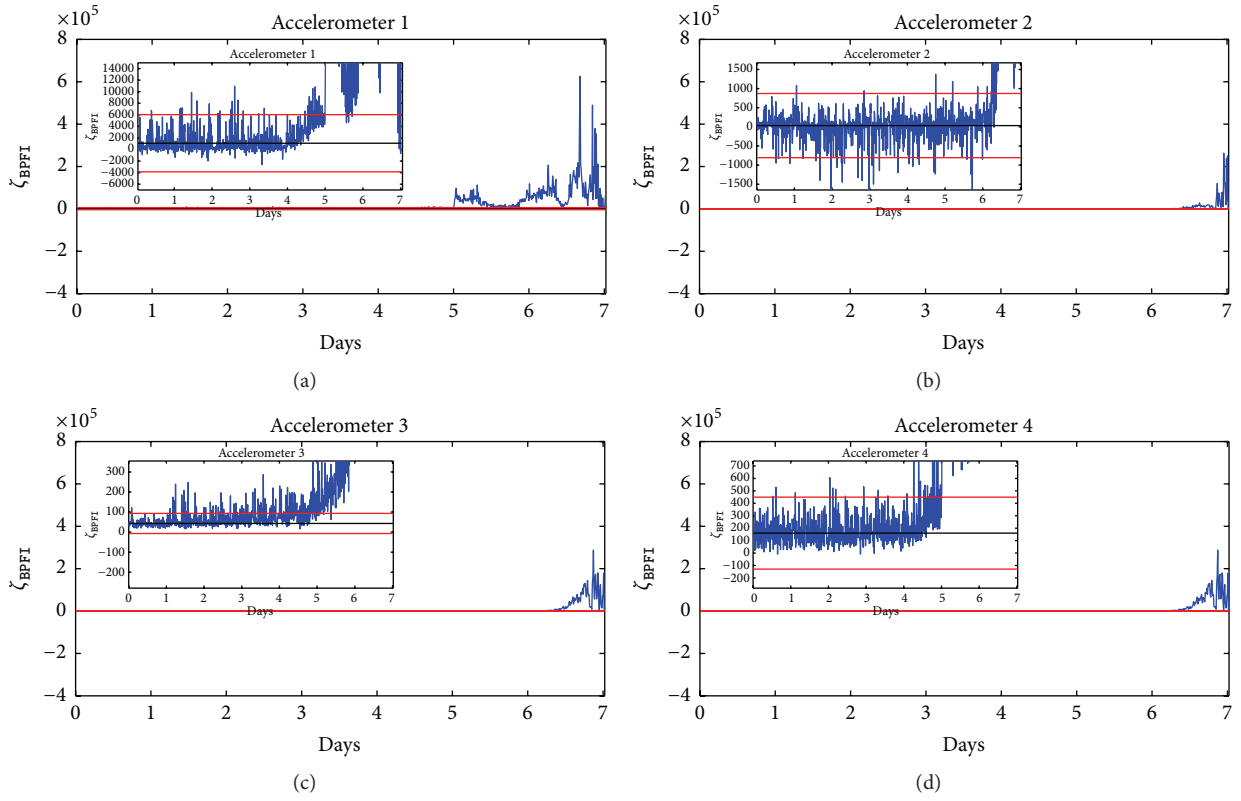 Accelerometer 1
×10⁵
8
6
4
2
0
−2
−4
ζBPFI
0 1 2 3 4 5 6 7
Days
Accelerometer 1
14000
12000
10000
8000
6000
4000
2000
0
−2000
−4000
−6000
ζBPFI
0 1 2 3 4 5 6 7
Days
(a)
Accelerometer 2
×10⁵
8
6
4
2
0
−2
−4
ζBPFI
0 1 2 3 4 5 6 7
Days
Accelerometer 2
1500
1000
500
0
−500
−1000
−1500
ζBPFI
0 1 2 3 4 5 6 7
Days
(b)
Accelerometer 3
×10⁵
8
6
4
2
0
−2
−4
ζBPFI
0 1 2 3 4 5 6 7
Days
Accelerometer 3
300
200
100
0
−100
−200
ζBPFI
0 1 2 3 4 5 6 7
Days
(c)
Accelerometer 4
×10⁵
8
6
4
2
0
−2
−4
ζBPFI
0 1 2 3 4 5 6 7
Days
Accelerometer 4
700
600
500
400
300
200
100
0
−100
−200
ζBPFI
0 1 2 3 4 5 6 7
Days
(d)